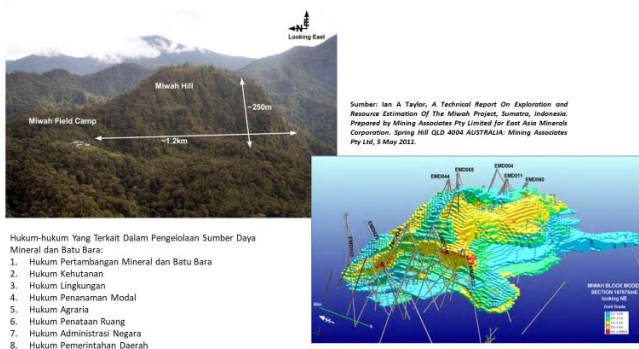 N
E
Looking East
Miwah Hill
~250m
Miwah Field Camp
~1.2km
Sumber: Ian A Taylor, A Technical Report On Exploration and
Resource Estimation Of The Miwah Project, Sumatra, Indonesia.
Prepared by Mining Associates Pty Limited for East Asia Minerals
Corporation. Spring Hill QLD 4004 AUSTRALIA: Mining Associates
Pty Ltd, 5 May 2011.
EMD044
EMD005
EMD004
EMD011
EMD060
MIWAH BLOCK MODEL
looking NE
Gold Grade
Hukum-hukum Yang Terkait Dalam Pengelolaan Sumber Daya
Mineral dan Batu Bara:
1. Hukum Pertambangan Mineral dan Batu Bara
2. Hukum Kehutanan
3. Hukum Lingkungan
4. Hukum Penanaman Modal
5. Hukum Agraria
6. Hukum Penataan Ruang
7. Hukum Administrasi Negara
8. Hukum Pemerintahan Daerah